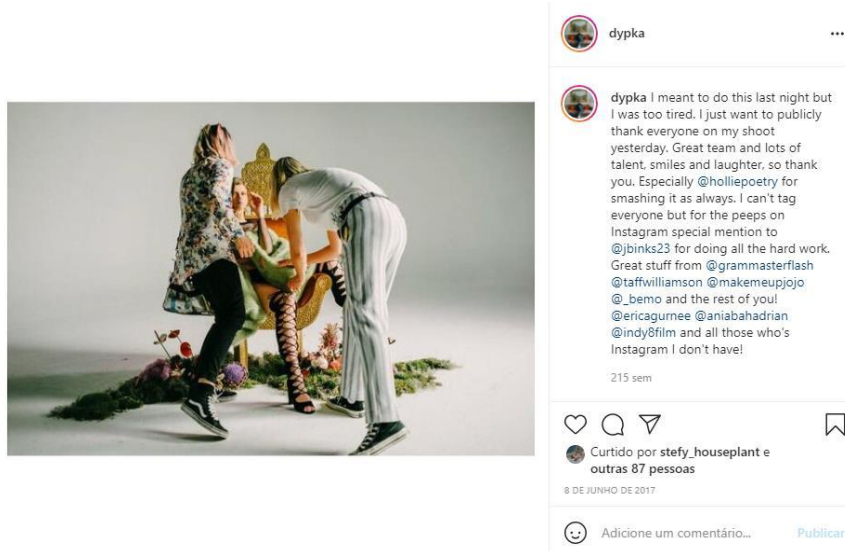 dypka
dypka I meant to do this last night but
I was too tired. I just want to publicly
thank everyone on my shoot
yesterday. Great team and lots of
talent, smiles and laughter, so thank
you. Especially @holliepoetry for
smashing it as always. I can't tag
everyone but for the peeps on
Instagram special mention to
@jbinks23 for doing all the hard work.
Great stuff from @grammasterflash
@taffwilliamson @makemeupjojo
@_bemo and the rest of you!
@ericagurnee @aniabahadrian
@indy8film and all those who's
Instagram I don't have!
215 sem
Curtido por stefy_houseplant e
outras 87 pessoas
8 DE JUNHO DE 2017
Adicione um comentário... Publicar